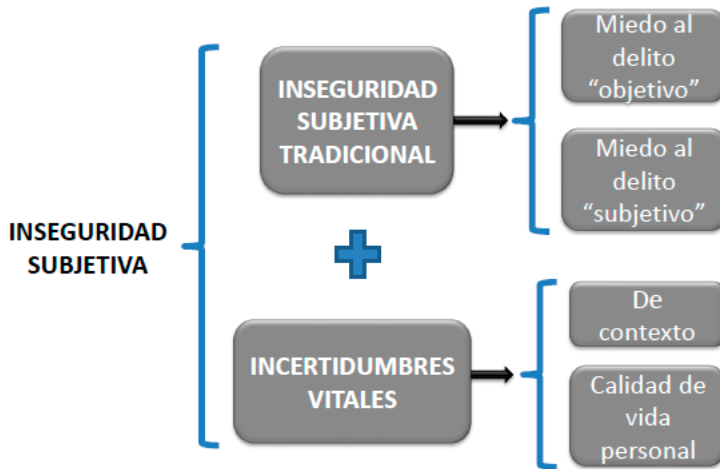 INSEGURIDAD
SUBJETIVA
INSEGURIDAD
SUBJETIVA
TRADICIONAL
Miedo al
delito
“objetivo”
Miedo al
delito
“subjetivo”
INCERTIDUMBRES
VITALES
De
contexto
Calidad de
vida
personal